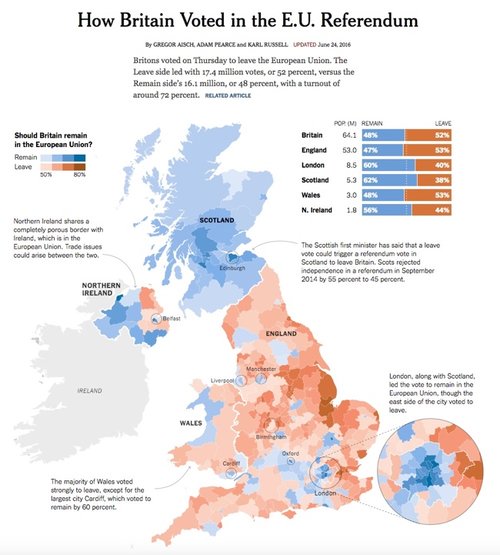 How Britain Voted in the E.U. Referendum
By GREGOR AISCH, ADAM PEARCE and KARL RUSSELL UPDATED June 24, 2016
Britons voted on Thursday to leave the European Union. The
Leave side led with 17.4 million votes, or 52 percent, versus the
Remain side's 16.1 million, or 48 percent, with a turnout of
around 72 percent. RELATED ARTICLE
Should Britain remain
in the European Union?
Remain
Leave
50% 80%
POP. (M) REMAIN LEAVE
Britain 64.1 48% 52%
England 53.0 47% 53%
London 8.5 60% 40%
Scotland 5.3 62% 38%
Wales 3.0 48% 53%
N. Ireland 1.8 56% 44%
SCOTLAND
Northern Ireland shares a
completely porous border with
Ireland, which is in the
European Union. Trade issues
could arise between the two.
The Scottish first minister has said that a leave
vote could trigger a referendum vote in
Scotland to leave Britain. Scots rejected
independence in a referendum in September
2014 by 55 percent to 45 percent.
Edinburgh
NORTHERN
IRELAND
Belfast
ENGLAND
Manchester
Liverpool
IRELAND
London, along with Scotland,
led the vote to remain in the
European Union, though the
east side of the city voted to
leave.
WALES
Birmingham
Oxford
Cardiff
London
The majority of Wales voted
strongly to leave, except for the
largest city Cardiff, which voted to
remain by 60 percent.